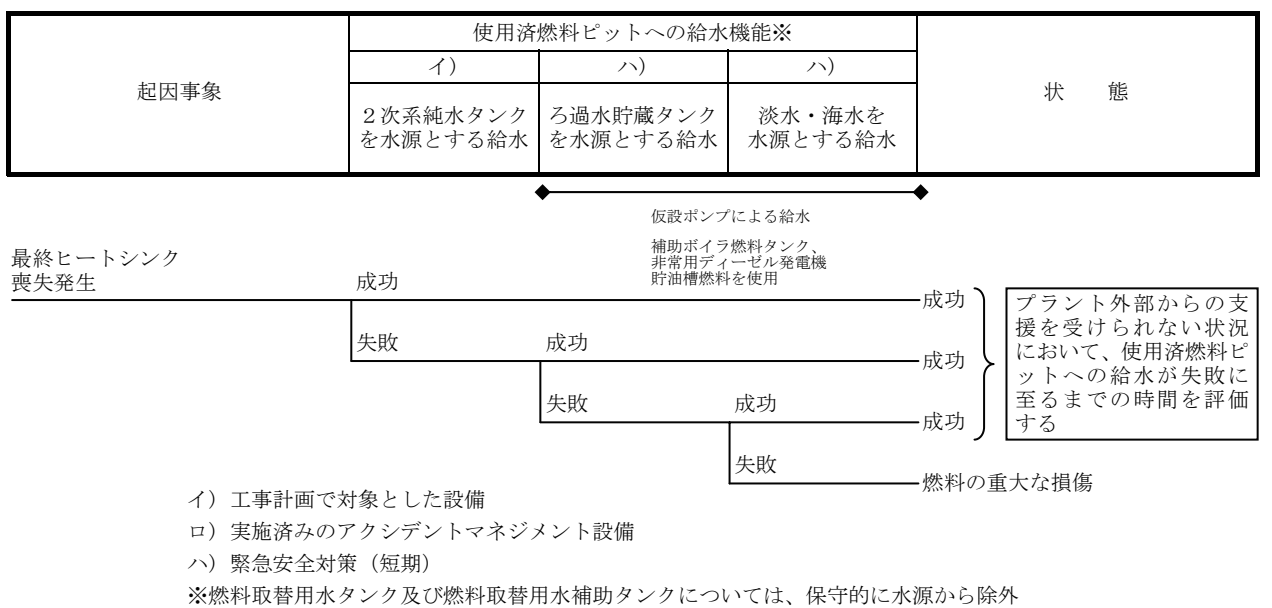 使用済燃料ピットへの給水機能※
起因事象
イ)
ハ)
ハ)
状 態
２次系純水タンク
を水源とする給水
ろ過水貯蔵タンク
を水源とする給水
淡水・海水を
水源とする給水
仮設ポンプによる給水
補助ボイラ燃料タンク、
非常用ディーゼル発電機
貯油槽燃料を使用
最終ヒートシンク
喪失発生
成功
成功
失敗
成功
成功
失敗
成功
成功
失敗
燃料の重大な損傷
プラント外部からの支
援を受けられない状況
において、使用済燃料ピ
ットへの給水が失敗に
至るまでの時間を評価
する
イ）工事計画で対象とした設備
ロ）実施済みのアクシデントマネジメント設備
ハ）緊急安全対策（短期）
※燃料取替用水タンク及び燃料取替用水補助タンクについては、保守的に水源から除外